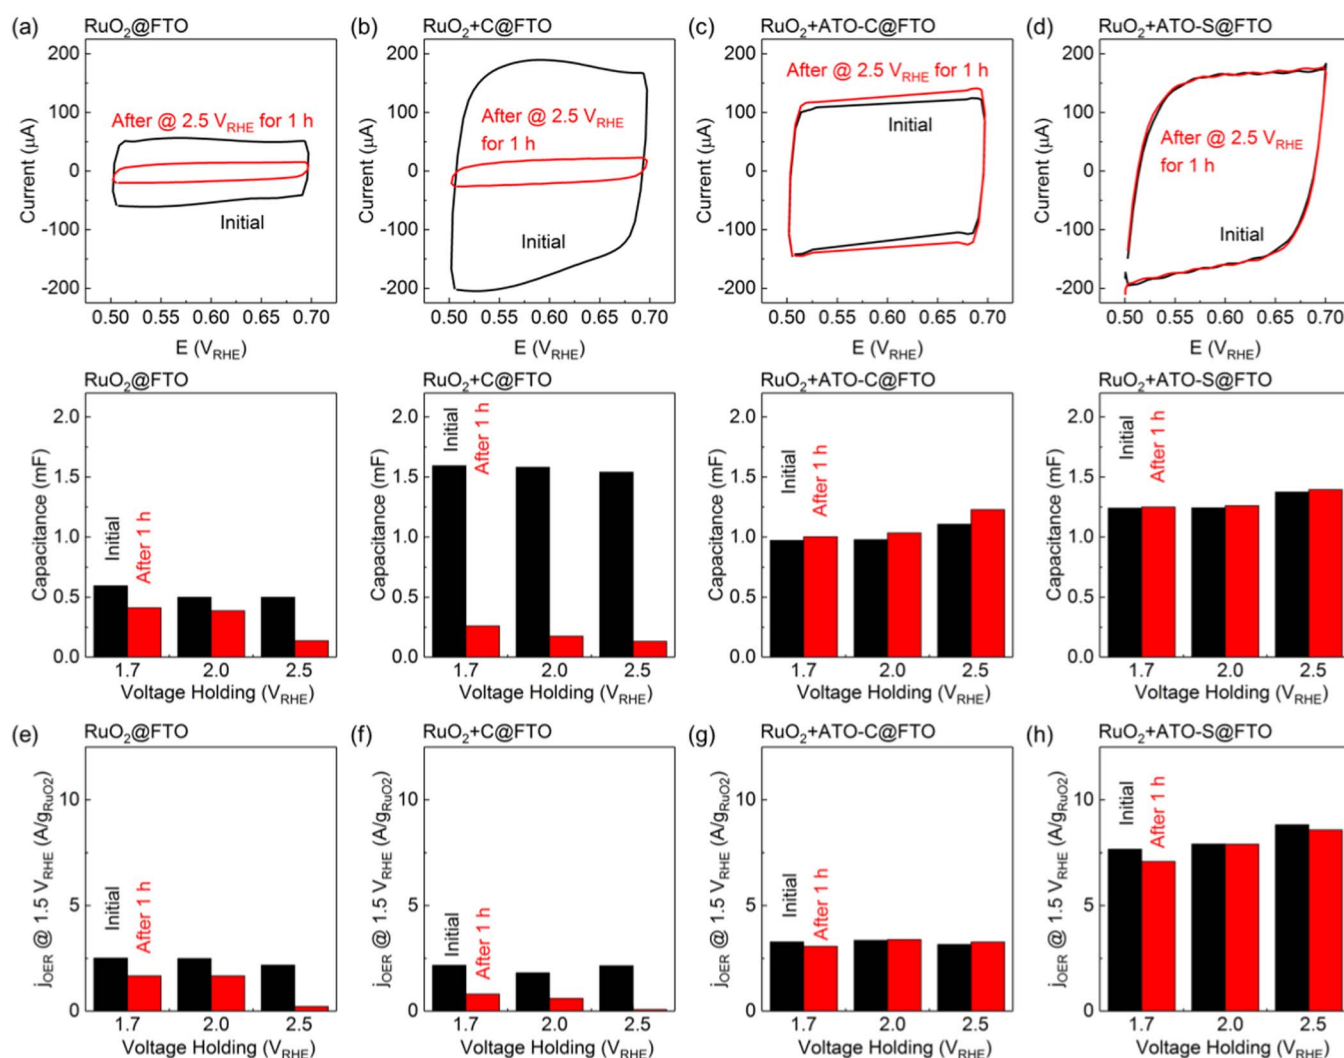 (a) RuO2@FTO
200
100
0
-100
-200
Current (µA)
After @ 2.5 VRHE for 1 h
Initial
0.50 0.55 0.60 0.65 0.70
E (VRHE)
(b) RuO2+C@FTO
200
100
0
-100
-200
Current (µA)
After @ 2.5 VRHE
for 1 h
Initial
0.50 0.55 0.60 0.65 0.70
E (VRHE)
(c) RuO2+ATO-C@FTO
200
100
0
-100
-200
Current (µA)
After @ 2.5 VRHE for 1 h
Initial
0.50 0.55 0.60 0.65 0.70
E (VRHE)
(d) RuO2+ATO-S@FTO
200
100
0
-100
-200
Current (µA)
After @ 2.5 VRHE
for 1 h
Initial
0.50 0.55 0.60 0.65 0.70
E (VRHE)
RuO2@FTO
2.0
1.5
1.0
0.5
0.0
Capacitance (mF)
Initial
After 1 h
1.7 2.0 2.5
Voltage Holding (VRHE)
RuO2+C@FTO
2.0
1.5
1.0
0.5
0.0
Capacitance (mF)
Initial
After 1 h
1.7 2.0 2.5
Voltage Holding (VRHE)
RuO2+ATO-C@FTO
2.0
1.5
1.0
0.5
0.0
Capacitance (mF)
Initial
After 1 h
1.7 2.0 2.5
Voltage Holding (VRHE)
RuO2+ATO-S@FTO
2.0
1.5
1.0
0.5
0.0
Capacitance (mF)
Initial
After 1 h
1.7 2.0 2.5
Voltage Holding (VRHE)
(e) RuO2@FTO
10
5
0
jOER @ 1.5 VRHE (A/gRuO2)
Initial
After 1 h
1.7 2.0 2.5
Voltage Holding (VRHE)
(f) RuO2+C@FTO
10
5
0
jOER @ 1.5 VRHE (A/gRuO2)
Initial
After 1 h
1.7 2.0 2.5
Voltage Holding (VRHE)
(g) RuO2+ATO-C@FTO
10
5
0
jOER @ 1.5 VRHE (A/gRuO2)
Initial
After 1 h
1.7 2.0 2.5
Voltage Holding (VRHE)
(h) RuO2+ATO-S@FTO
10
5
0
jOER @ 1.5 VRHE (A/gRuO2)
Initial
After 1 h
1.7 2.0 2.5
Voltage Holding (VRHE)